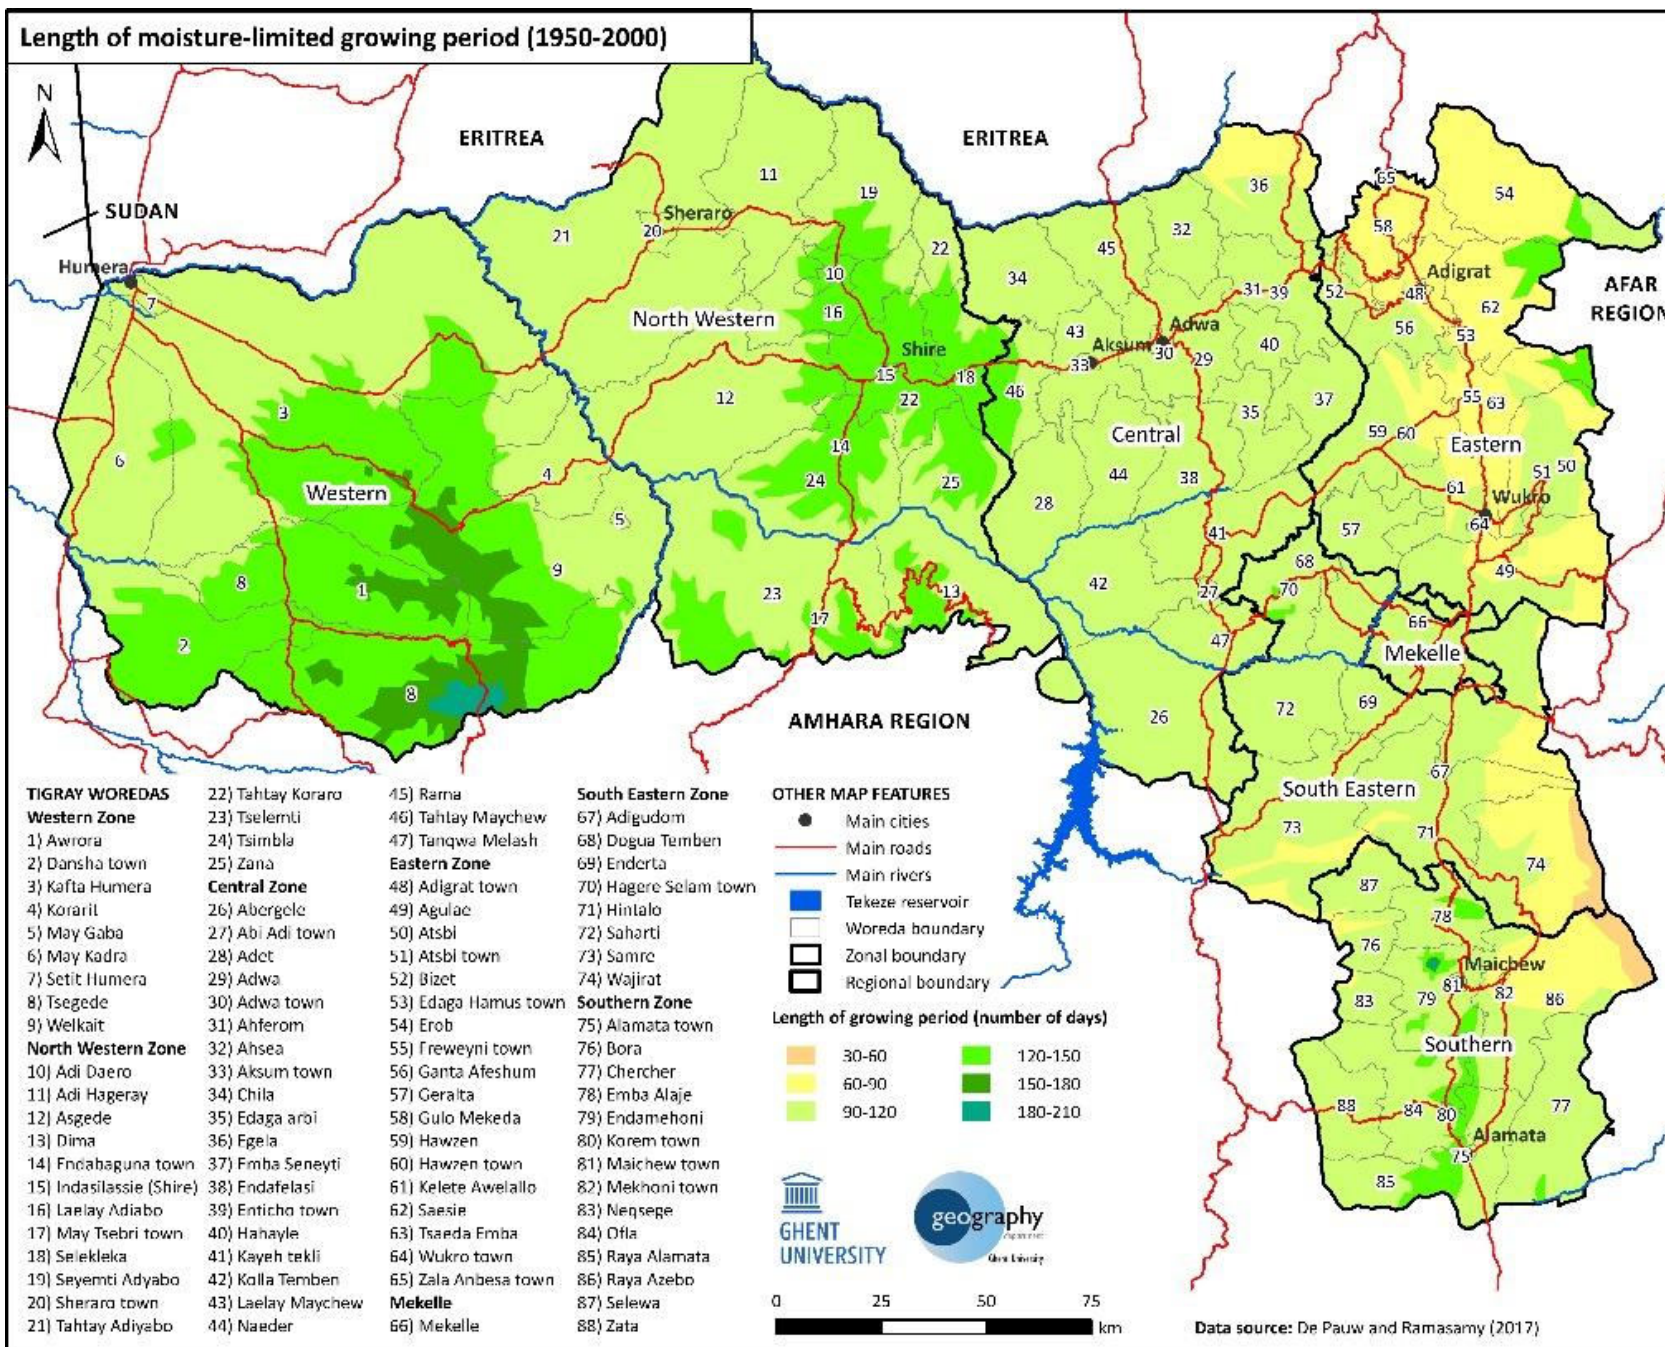 Length of moisture-limited growing period (1950-2000)
N
ERITREA
ERITREA
SUDAN
AFAR
REGION
AMHARA REGION
Humera
Sheraro
Shire
Aksum
Adwa
Adigrat
Wukro
Maichew
Alamata
Western
North Western
Central
Eastern
Mekelle
South Eastern
Southern
TIGRAY WOREDAS
Western Zone
1) Awrora
2) Dansha town
3) Kafta Humera
4) Korarit
5) May Gaba
6) May Kadra
7) Setit Humera
8) Tsegede
9) Welkait
North Western Zone
10) Adi Daero
11) Adi Hageray
12) Asgede
13) Dima
14) Endabaguna town
15) Indasilassie (Shire)
16) Laelay Adiabo
17) May Tsebri town
18) Selekleka
19) Seyemti Adyabo
20) Sheraro town
21) Tahtay Adiyabo
22) Tahtay Koraro
23) Tselemti
24) Tsimbla
25) Zana
Central Zone
26) Abergele
27) Abi Adi town
28) Adet
29) Adwa
30) Adwa town
31) Ahferom
32) Ahsea
33) Aksum town
34) Chila
35) Edaga arbi
36) Egela
37) Emba Seneyti
38) Endafelasi
39) Enticho town
40) Hahayle
41) Kayeh tekli
42) Kolla Temben
43) Laelay Maychew
44) Naeder
45) Rama
46) Tahtay Maychew
47) Tanqwa Melash
Eastern Zone
48) Adigrat town
49) Agulae
50) Atsbi
51) Atsbi town
52) Bizet
53) Edaga Hamus town
54) Erob
55) Freweyni town
56) Ganta Afeshum
57) Geralta
58) Gulo Mekeda
59) Hawzen
60) Hawzen town
61) Kelete Awelallo
62) Saesie
63) Tsaeda Emba
64) Wukro town
65) Zala Anbesa town
Mekelle
66) Mekelle
South Eastern Zone
67) Adigudom
68) Dogua Temben
69) Enderta
70) Hagere Selam town
71) Hintalo
72) Saharti
73) Samre
74) Wajirat
Southern Zone
75) Alamata town
76) Bora
77) Chercher
78) Emba Alaje
79) Endamehoni
80) Korem town
81) Maichew town
82) Mekhoni town
83) Neqsege
84) Ofla
85) Raya Alamata
86) Raya Azebo
87) Selewa
88) Zata
OTHER MAP FEATURES
Main cities
Main roads
Main rivers
Tekeze reservoir
Woreda boundary
Zonal boundary
Regional boundary
Length of growing period (number of days)
30-60
60-90
90-120
120-150
150-180
180-210
GHENT
UNIVERSITY
geography
department
Ghent University
0 25 50 75
km
Data source: De Pauw and Ramasamy (2017)